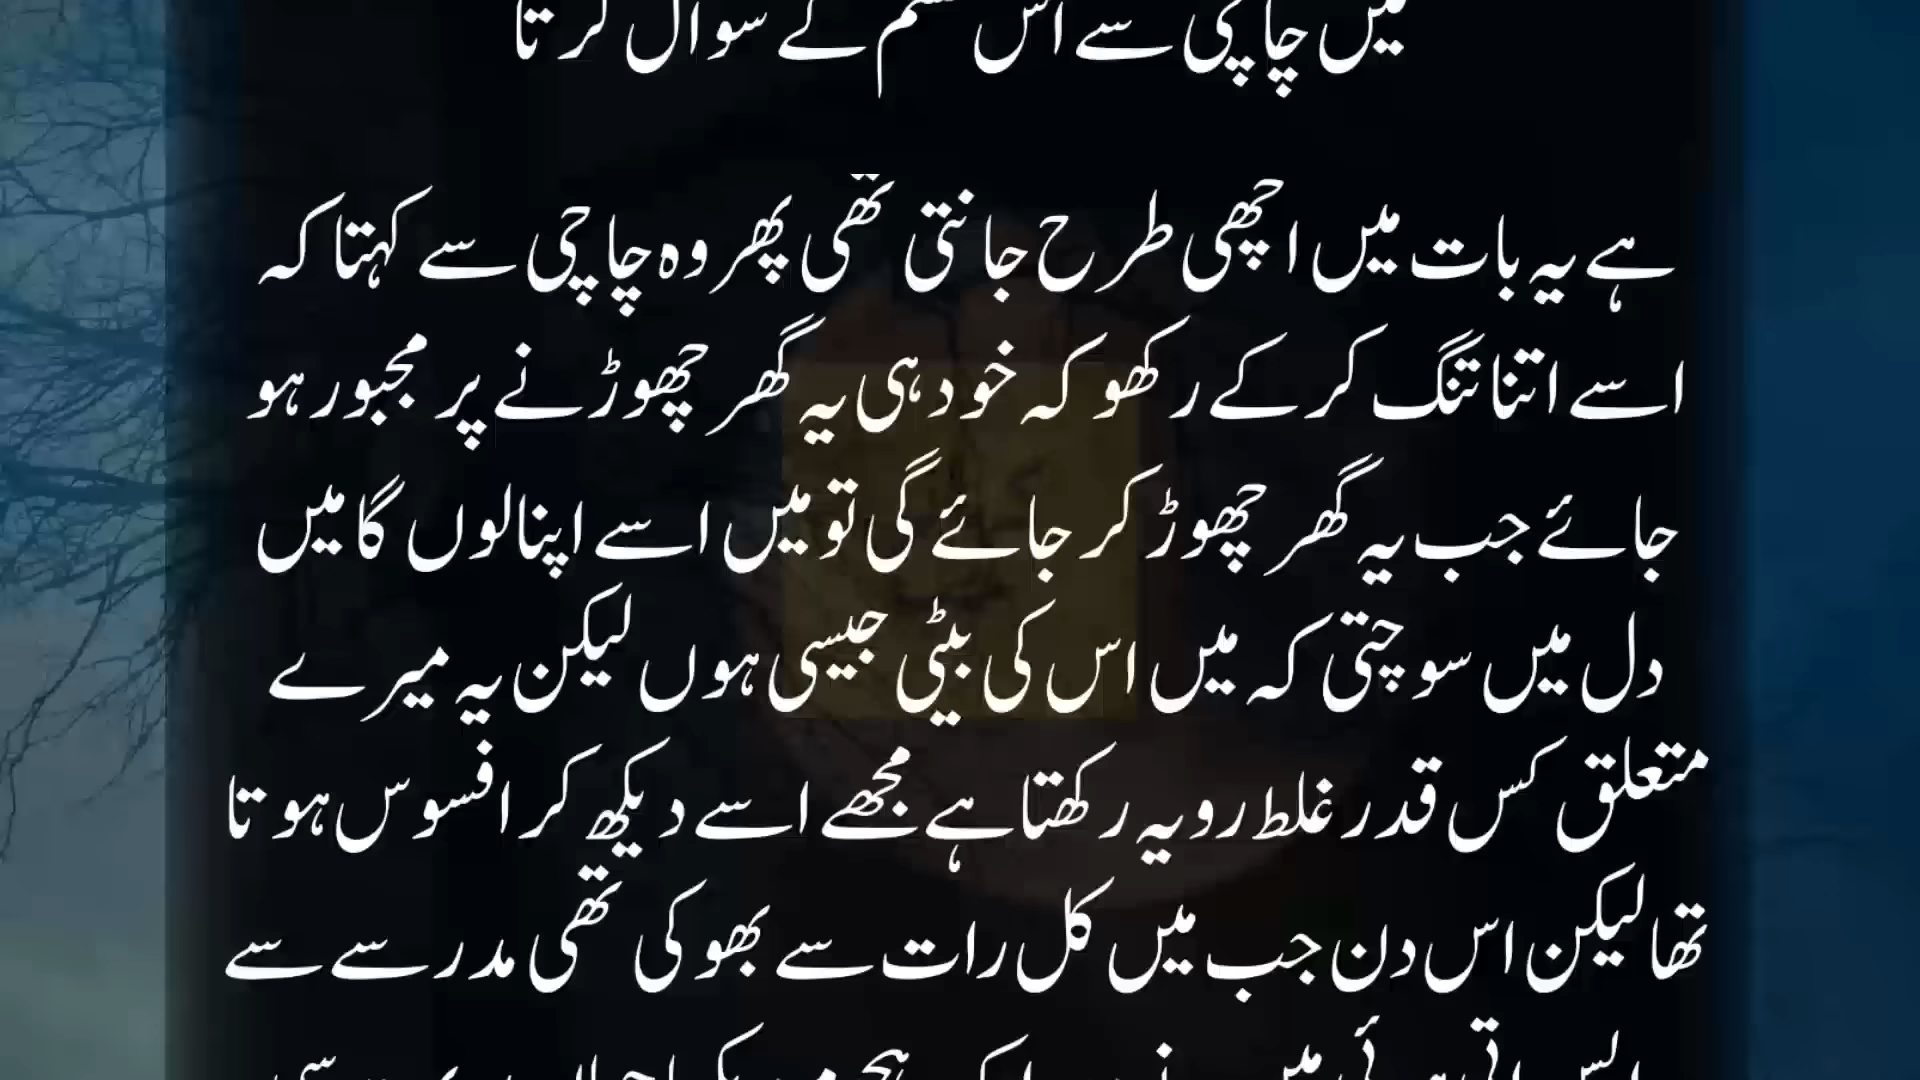 میں چاچی سے اس قسم کے سوال کرتا
ہے یہ بات میں اچھی طرح جانتی تھی پھر وہ چاچی سے کہتا کہ
اسے اتنا تنگ کر کے رکھو کہ خود ہی یہ گھر چھوڑنے پر مجبور ہو
جائے جب یہ گھر چھوڑ کر جائے گی تو میں اسے اپنا لوں گا میں
دل میں سوچتی کہ میں اس کی بیٹی جیسی ہوں لیکن یہ میرے
متعلق کس قدر غلط رویہ رکھتا ہے مجھے اسے دیکھ کر افسوس ہوتا
تھا لیکن اس دن جب میں کل رات سے بھوکی تھی مدرسے سے